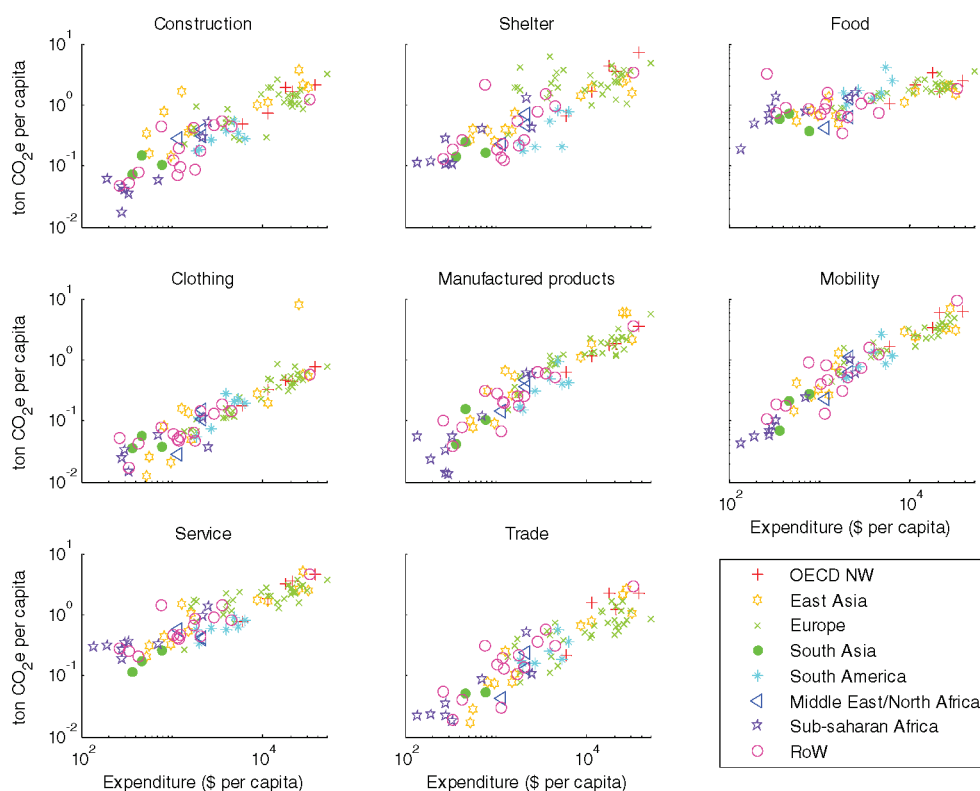 Construction
Shelter
Food
ton CO2e per capita
10^1
10^0
10^-1
10^-2
Clothing
Manufactured products
Mobility
ton CO2e per capita
10^1
10^0
10^-1
10^-2
10^2
10^4
Expenditure ($ per capita)
Service
Trade
ton CO2e per capita
10^1
10^0
10^-1
10^-2
10^2
10^4
Expenditure ($ per capita)
10^2
10^4
Expenditure ($ per capita)
OECD NW
East Asia
Europe
South Asia
South America
Middle East/North Africa
Sub-saharan Africa
RoW